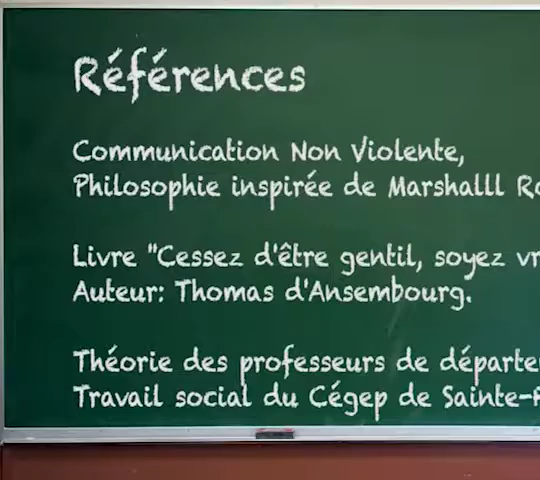 Références
Communication Non Violente,
Philosophie inspirée de Marshalll
Livre "Cessez d'être gentil, soyez
Auteur: Thomas d'Ansembourg.
Théorie des professeurs de
Travail social du Cégep de